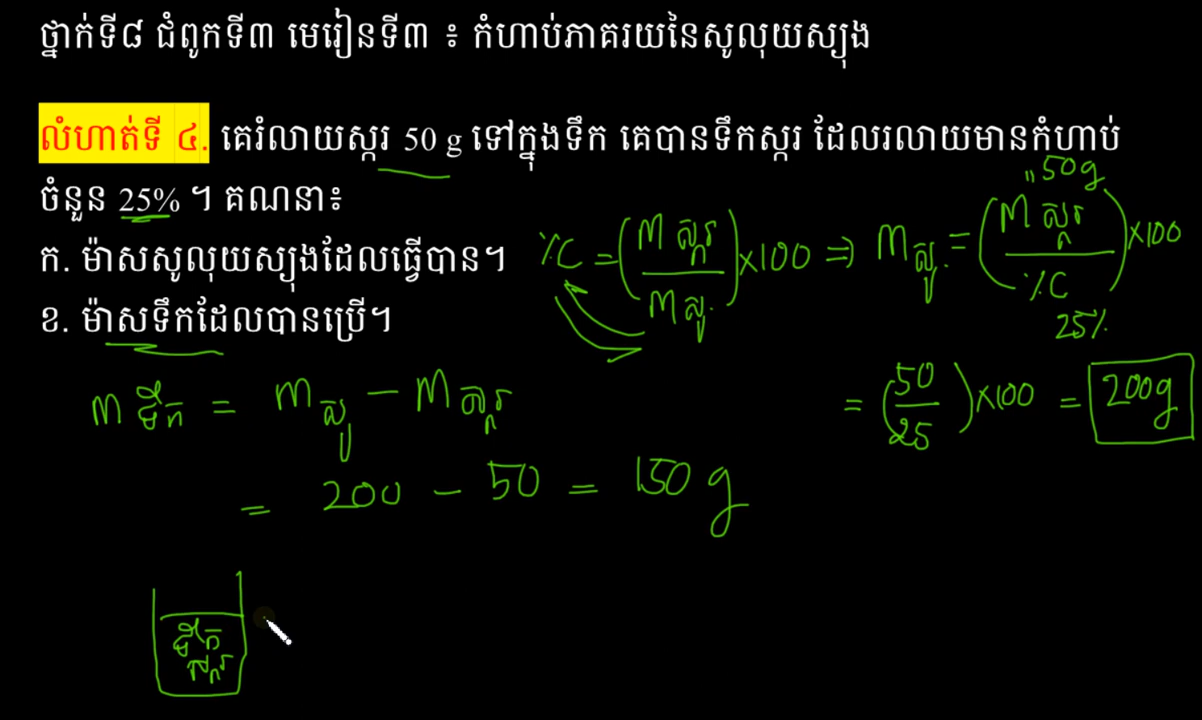 ថ្នាក់ទី៨ ជំពូកទី៣ មេរៀនទី៣ ៖ កំហាប់ភាគរយនៃសូលុយស្យុង
លំហាត់ទី ៤. គេរំលាយស្ករ 50 g ទៅក្នុងទឹក គេបានទឹកស្ករ ដែលរលាយមានកំហាប់
ចំនួន 25% ។ គណនា៖
ក. ម៉ាសសូលុយស្យុងដែលធ្វើបាន។
ខ. ម៉ាសទឹកដែលបានប្រើ។
%C = (m ស្ករ / m សូ.) ×100 ⇒ m សូ. = (m ស្ករ / %C) ×100
" 50g
25%
= (50 / 25) ×100 = 200g
m ទឹក = m សូ − m ស្ករ
= 200 − 50 = 150 g
ទឹក
ស្ករ